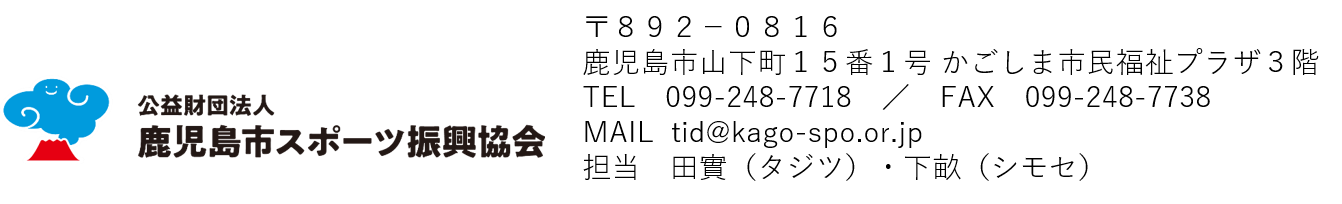 公益財団法人
鹿児島市スポーツ振興協会
〒８９２－０８１６
鹿児島市山下町１５番１号 かごしま市民福祉プラザ３階
TEL　099-248-7718　／　FAX　099-248-7738
MAIL  tid@kago-spo.or.jp
担当　田實（タジツ）・下畝（シモセ）